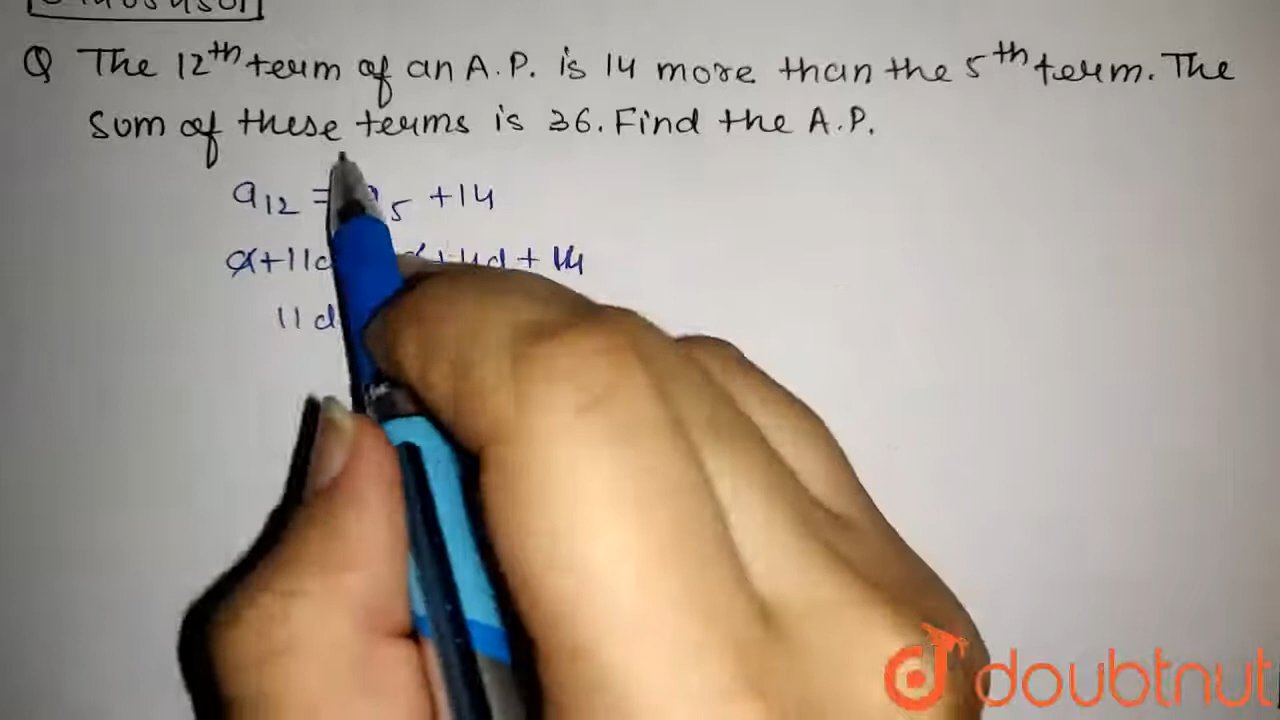 Q The 12th term of an A.P. is 14 more than the 5th term. The
sum of these terms is 36. Find the A.P.
a12 = 5 +14
a+11d +4d + 14
11d
doubtnut